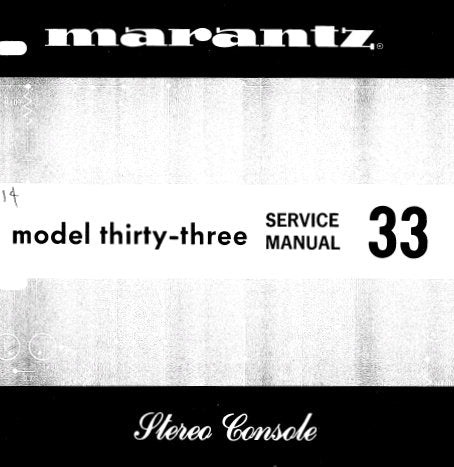 marantz®
14
model thirty-three SERVICE MANUAL 33
Stereo Console